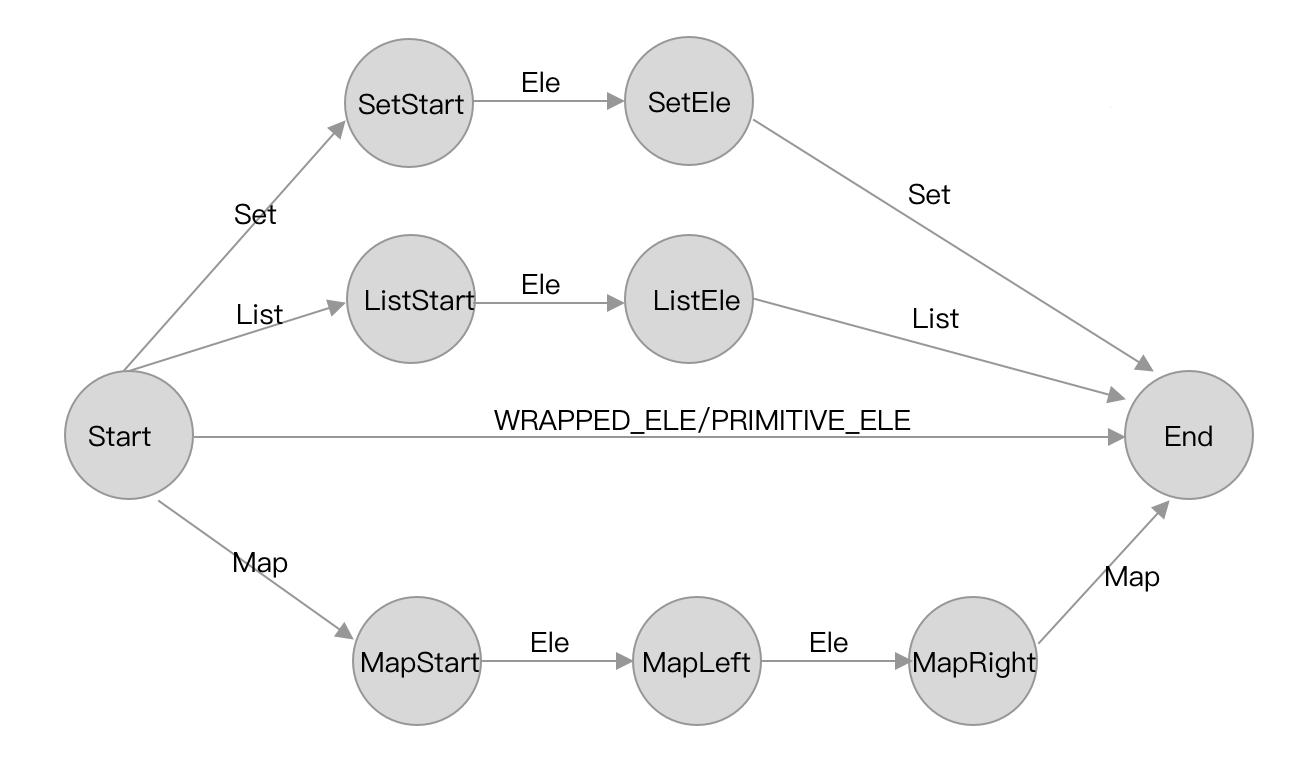 Ele
SetStart
SetEle
Set
Set
Ele
ListStart
ListEle
List
List
WRAPPED_ELE/PRIMITIVE_ELE
Start
End
Map
Map
Ele
Ele
MapStart
MapLeft
MapRight